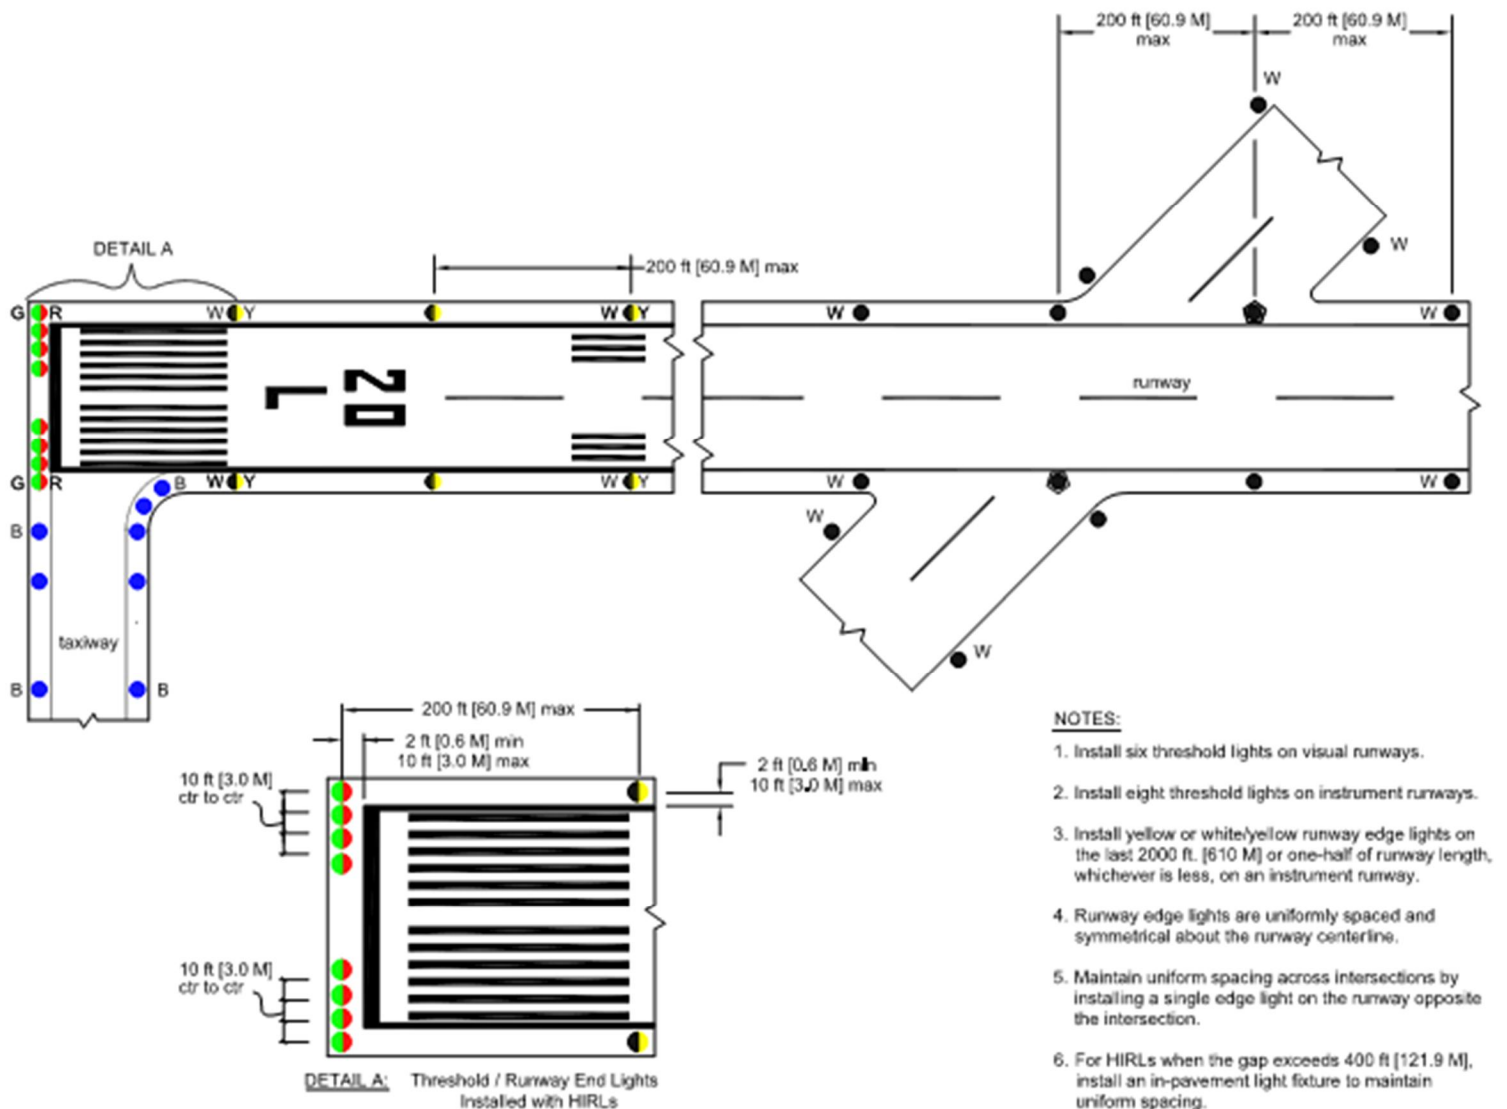 200 ft [60.9 M]
max
200 ft [60.9 M]
max
W
W
DETAIL A
200 ft [60.9 M] max
G
R
W
Y
W
Y
W
W
20
L
runway
G
R
B
W
Y
W
Y
W
W
B
W
taxiway
W
B
B
200 ft [60.9 M] max
2 ft [0.6 M] min
10 ft [3.0 M] max
2 ft [0.6 M] min
10 ft [3.0 M] max
10 ft [3.0 M]
ctr to ctr
10 ft [3.0 M]
ctr to ctr
DETAIL A: Threshold / Runway End Lights
Installed with HIRLs
NOTES:
1. Install six threshold lights on visual runways.
2. Install eight threshold lights on instrument runways.
3. Install yellow or white/yellow runway edge lights on
the last 2000 ft. [610 M] or one-half of runway length,
whichever is less, on an instrument runway.
4. Runway edge lights are uniformly spaced and
symmetrical about the runway centerline.
5. Maintain uniform spacing across intersections by
installing a single edge light on the runway opposite
the intersection.
6. For HIRLs when the gap exceeds 400 ft [121.9 M],
install an in-pavement light fixture to maintain
uniform spacing.